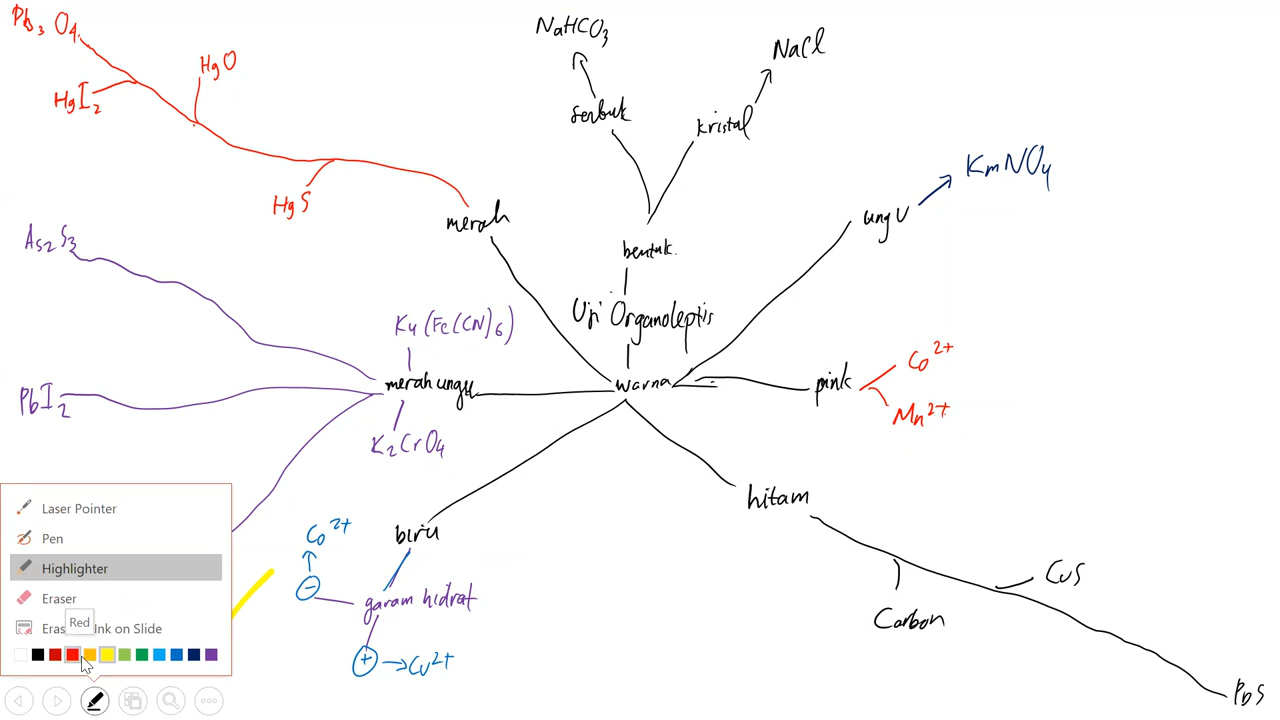 Pb3O4
HgI2
HgO
HgS
merah
NaHCO3
serbuk
NaCl
kristal
bentuk.
Uji Organoleptis
warna
ungu
KmNO4
As2S3
PbI2
K4(Fe(CN)6)
merah ungu
K2CrO4
pink
Co2+
Mn2+
hitam
Carbon
CuS
PbS
biru
Co2+
−
garam hidrat
+
Cu2+
Laser Pointer
Pen
Highlighter
Eraser
Eras Ink on Slide
Red